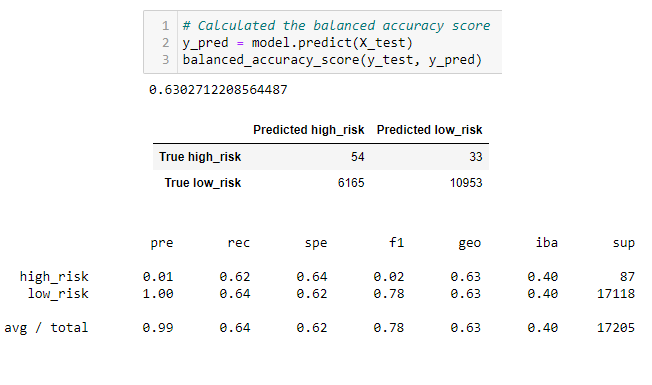 1 # Calculated the balanced accuracy score
2 y_pred = model.predict(X_test)
3 balanced_accuracy_score(y_test, y_pred)
0.6302712208564487
Predicted high_risk Predicted low_risk
True high_risk 54 33
True low_risk 6165 10953
pre rec spe f1 geo iba sup
high_risk 0.01 0.62 0.64 0.02 0.63 0.40 87
low_risk 1.00 0.64 0.62 0.78 0.63 0.40 17118
avg / total 0.99 0.64 0.62 0.78 0.63 0.40 17205